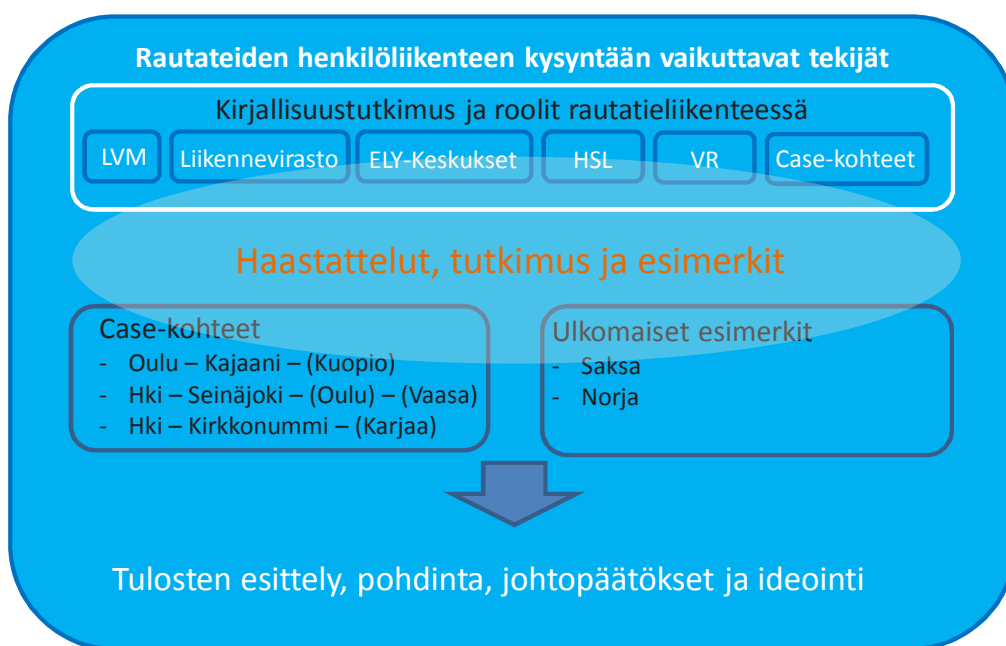 Rautateiden henkilöliikenteen kysyntään vaikuttavat tekijät
Kirjallisuustutkimus ja roolit rautatieliikenteessä
LVM Liikennevirasto ELY-Keskukset HSL VR Case-kohteet
Haastattelut, tutkimus ja esimerkit
Case-kohteet
- Oulu – Kajaani – (Kuopio)
- Hki – Seinäjoki – (Oulu) – (Vaasa)
- Hki – Kirkkonummi – (Karjaa)
Ulkomaiset esimerkit
- Saksa
- Norja
Tulosten esittely, pohdinta, johtopäätökset ja ideointi